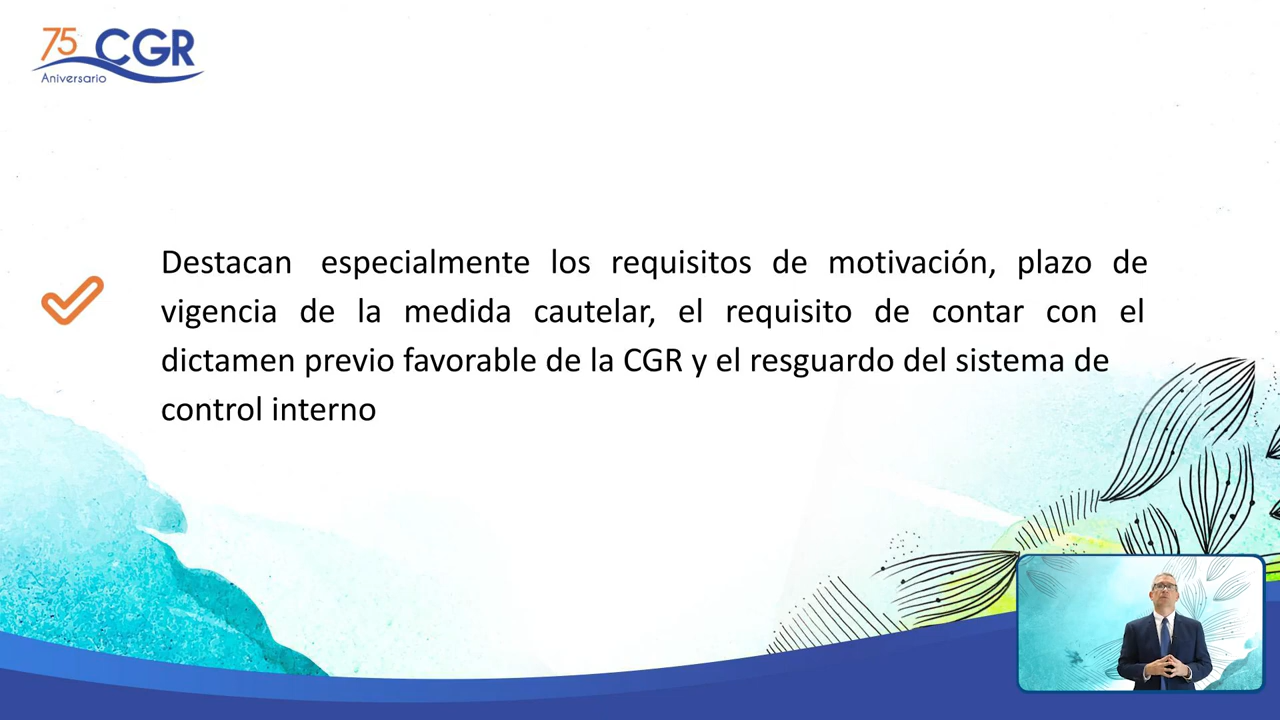 75 CGR
Aniversario
Destacan especialmente los requisitos de motivación, plazo de
vigencia de la medida cautelar, el requisito de contar con el
dictamen previo favorable de la CGR y el resguardo del sistema de
control interno